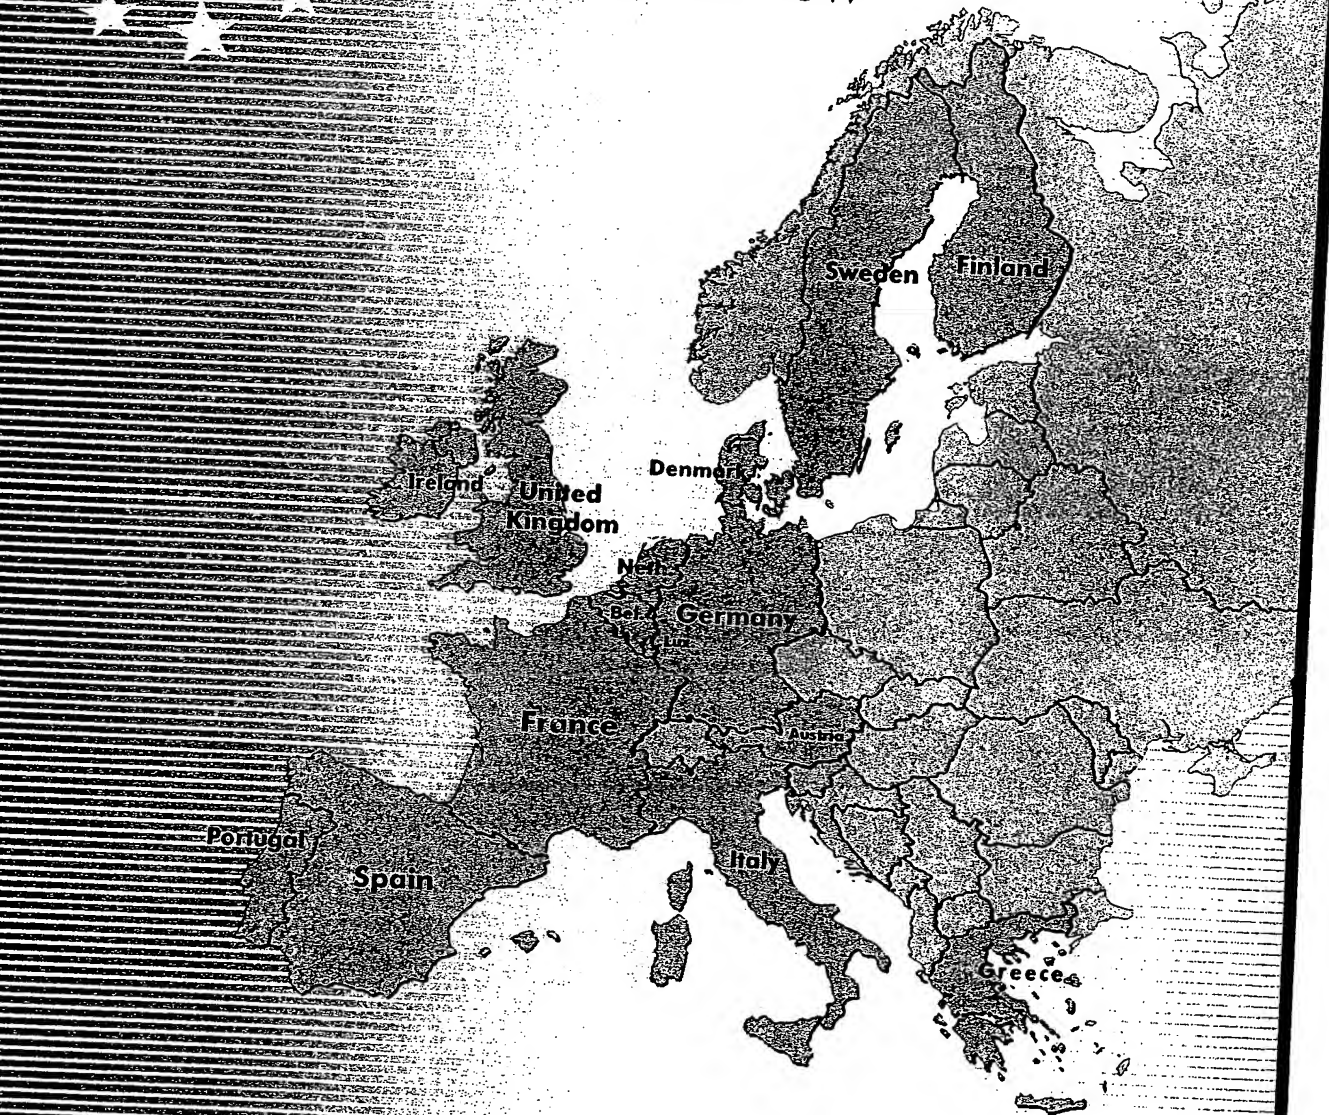 Sweden
Finland
Denmark
Ireland
United
Kingdom
Neth.
Bel.
Germany
Lux.
France
Austria
Portugal
Italy
Spain
Greece